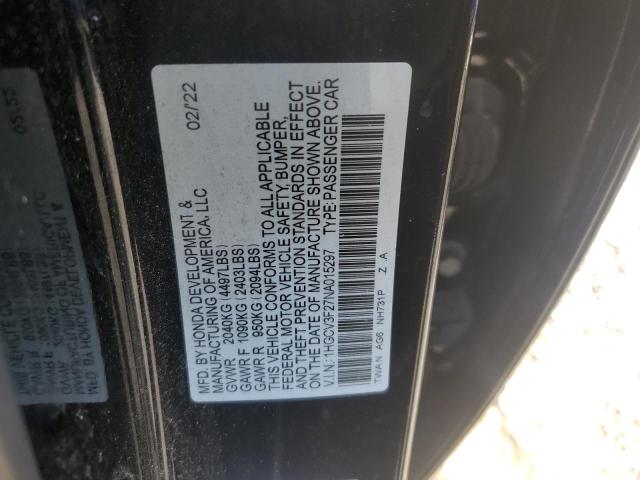 MFD. BY HONDA DEVELOPMENT & 02/22
MANUFACTURING OF AMERICA, LLC
GVWR 2040KG (4497LBS)
GAWR F 1090KG (2403LBS)
GAWR R 950KG (2094LBS)
THIS VEHICLE CONFORMS TO ALL APPLICABLE
FEDERAL MOTOR VEHICLE SAFETY, BUMPER,
AND THEFT PREVENTION STANDARDS IN EFFECT
ON THE DATE OF MANUFACTURE SHOWN ABOVE.
V.I.N.: 1HGCV3F27NA015297 TYPE: PASSENGER CAR
TWA N AG6 NH731P Z A